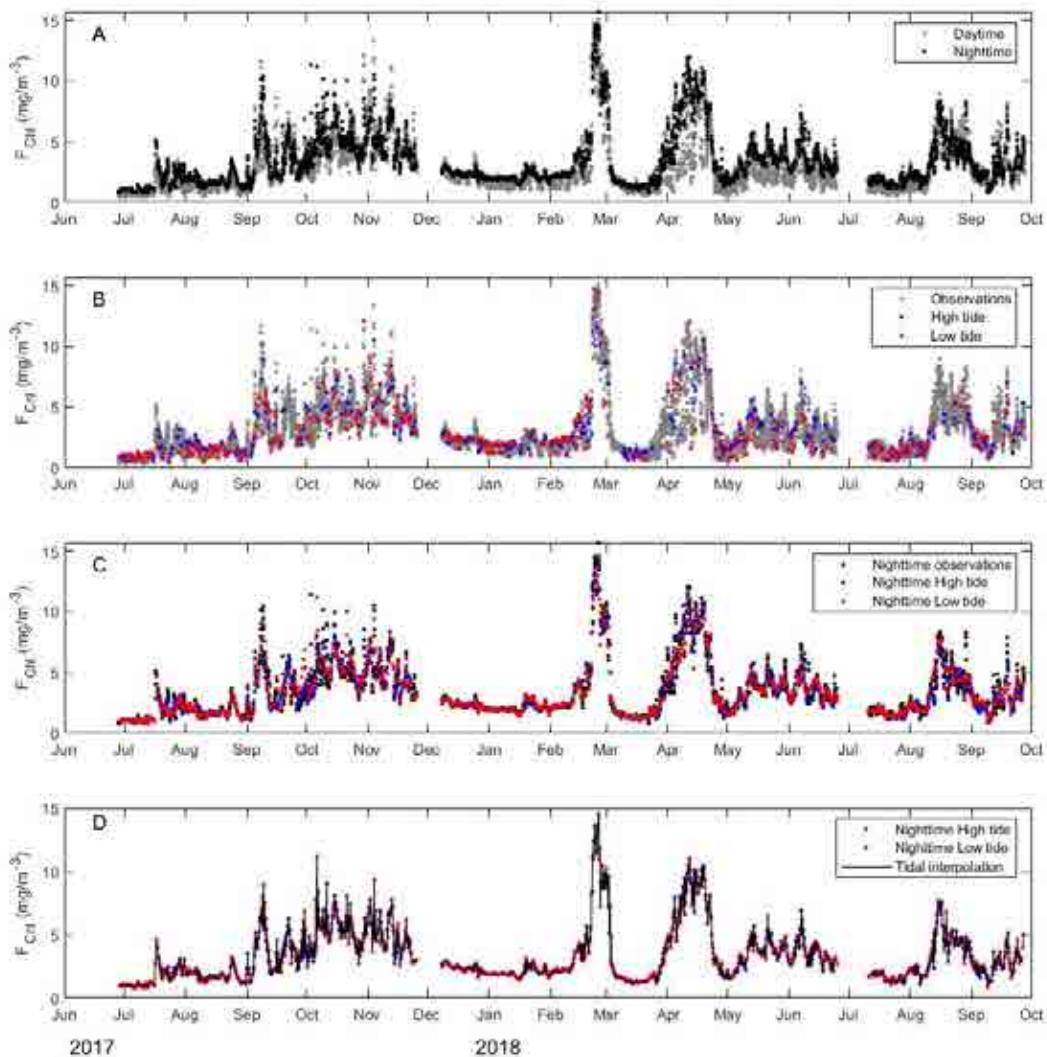 A
Daytime
Nighttime
F Chl (mg/m-3)
15
10
5
0
Jun Jul Aug Sep Oct Nov Dec Jan Feb Mar Apr May Jun Jul Aug Sep Oct
B
Observations
High tide
Low tide
F Chl (mg/m-3)
15
10
5
0
Jun Jul Aug Sep Oct Nov Dec Jan Feb Mar Apr May Jun Jul Aug Sep Oct
C
Nighttime observations
Nighttime High tide
Nighttime Low tide
F Chl (mg/m-3)
15
10
5
0
Jun Jul Aug Sep Oct Nov Dec Jan Feb Mar Apr May Jun Jul Aug Sep Oct
D
Nighttime High tide
Nighttime Low tide
Tidal interpolation
F Chl (mg/m-3)
15
10
5
0
Jun Jul Aug Sep Oct Nov Dec Jan Feb Mar Apr May Jun Jul Aug Sep Oct
2017 2018